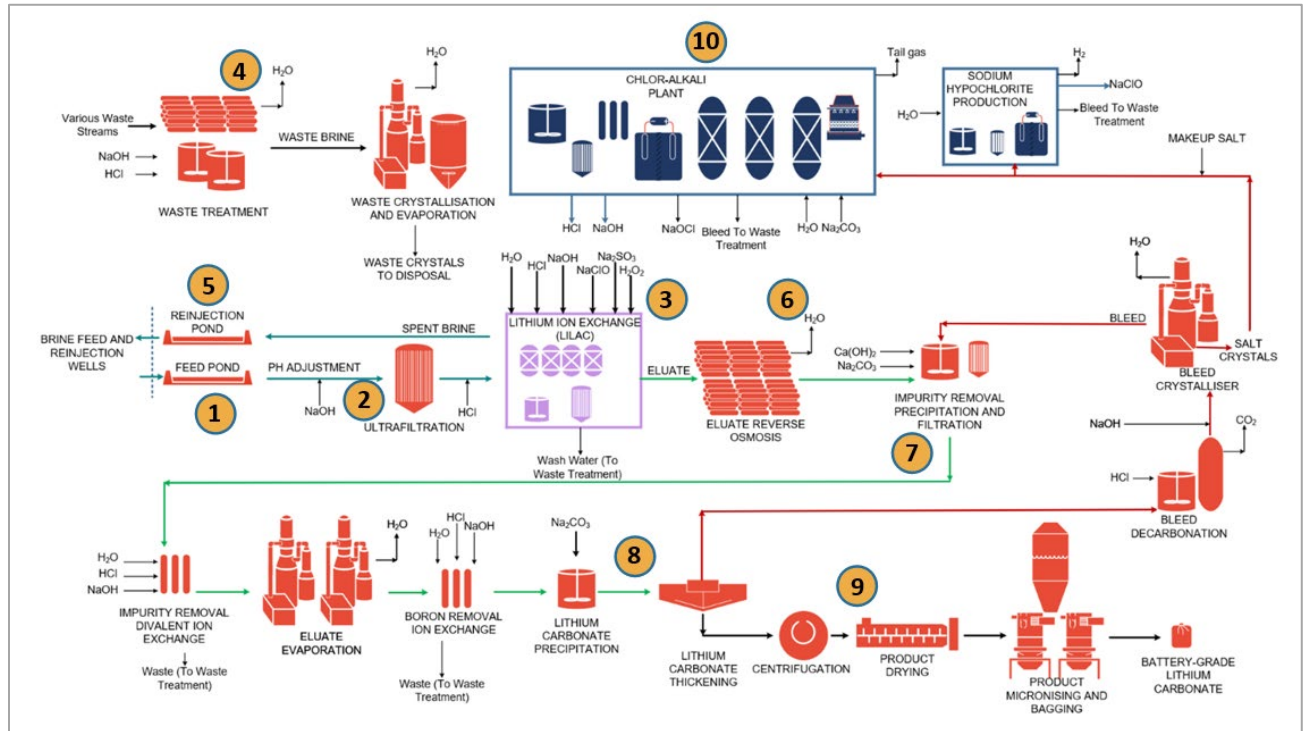 4
H₂O
Various Waste
Streams
NaOH
HCl
WASTE TREATMENT
WASTE BRINE
H₂O
WASTE CRYSTALLISATION
AND EVAPORATION
WASTE CRYSTALS
TO DISPOSAL
10
CHLOR-ALKALI
PLANT
Tail gas
HCl
NaOH
NaOCl
Bleed To Waste
Treatment
H₂O
Na₂CO₃
SODIUM
HYPOCHLORITE
PRODUCTION
H₂O
H₂
NaClO
Bleed To Waste
Treatment
MAKEUP SALT
5
REINJECTION
POND
BRINE FEED AND
REINJECTION
WELLS
FEED POND
1
SPENT BRINE
PH ADJUSTMENT
NaOH
2
ULTRAFILTRATION
HCl
H₂O
HCl
NaOH
NaClO
Na₂SO₃
H₂O₂
3
LITHIUM ION EXCHANGE
(LILAC)
Wash Water (To
Waste Treatment)
ELUATE
6
H₂O
ELUATE REVERSE
OSMOSIS
Ca(OH)₂
Na₂CO₃
BLEED
IMPURITY REMOVAL
PRECIPITATION AND
FILTRATION
7
H₂O
SALT
CRYSTALS
BLEED
CRYSTALLISER
NaOH
CO₂
HCl
BLEED
DECARBONATION
H₂O
HCl
NaOH
IMPURITY REMOVAL
DIVALENT ION
EXCHANGE
Waste (To Waste
Treatment)
H₂O
ELUATE
EVAPORATION
H₂O
HCl
NaOH
BORON REMOVAL
ION EXCHANGE
Waste (To Waste
Treatment)
Na₂CO₃
LITHIUM
CARBONATE
PRECIPITATION
8
LITHIUM
CARBONATE
THICKENING
CENTRIFUGATION
9
PRODUCT
DRYING
PRODUCT
MICRONISING AND
BAGGING
BATTERY-GRADE
LITHIUM
CARBONATE